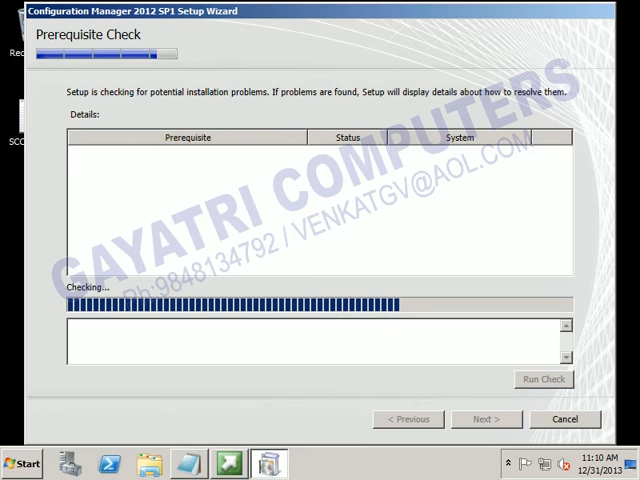 Configuration Manager 2012 SP1 Setup Wizard
Prerequisite Check
Setup is checking for potential installation problems. If problems are found, Setup will display details about how to resolve them.
Details:
Prerequisite Status System
GAYATRI COMPUTERS
Ph:9848134792 / VENKATGV@AOL.COM
Checking...
Run Check
< Previous Next > Cancel
Start
11:10 AM
12/31/2013